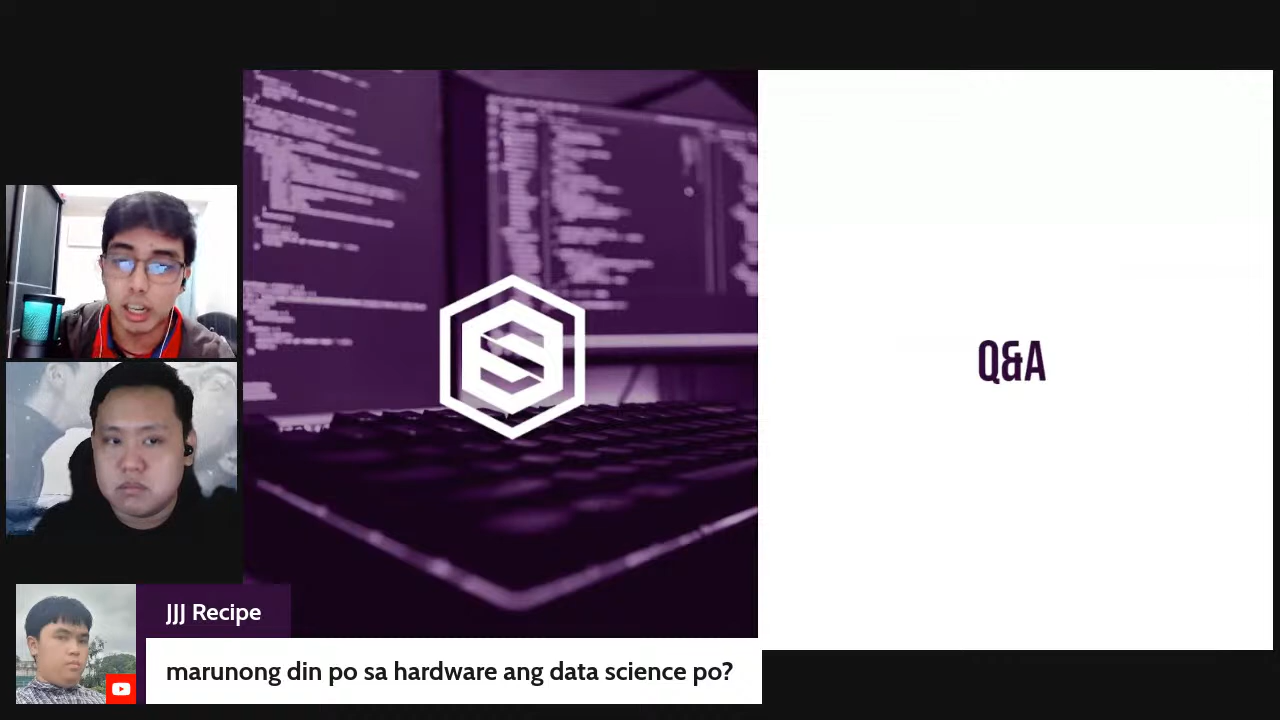 Q&A
JJJ Recipe
marunong din po sa hardware ang data science po?